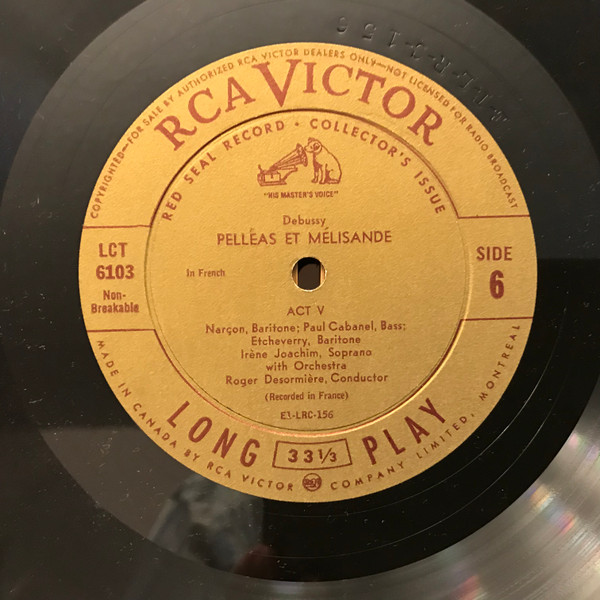 COPYRIGHTED—FOR SALE BY AUTHORIZED RCA VICTOR DEALERS ONLY—NOT LICENSED FOR RADIO BROADCAST
RCA VICTOR
RED SEAL RECORD • COLLECTOR'S ISSUE
"HIS MASTER'S VOICE"
Debussy
PELLÉAS ET MÉLISANDE
LCT
6103
Non-
Breakable
SIDE
6
In French
ACT V
Narçon, Baritone; Paul Cabanel, Bass;
Etcheverry, Baritone
Irène Joachim, Soprano
with Orchestra
Roger Desormière, Conductor
(Recorded in France)
E3-LRC-156
LONG 33 1/3 PLAY
MADE IN CANADA BY RCA VICTOR COMPANY LIMITED, MONTREAL